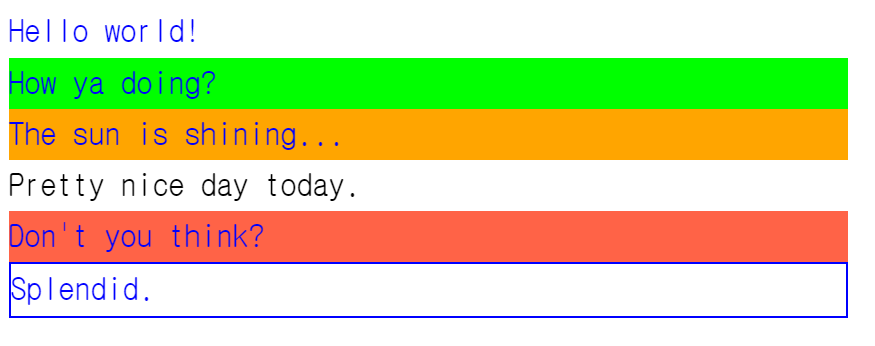 Hello world!
How ya doing?
The sun is shining...
Pretty nice day today.
Don't you think?
Splendid.